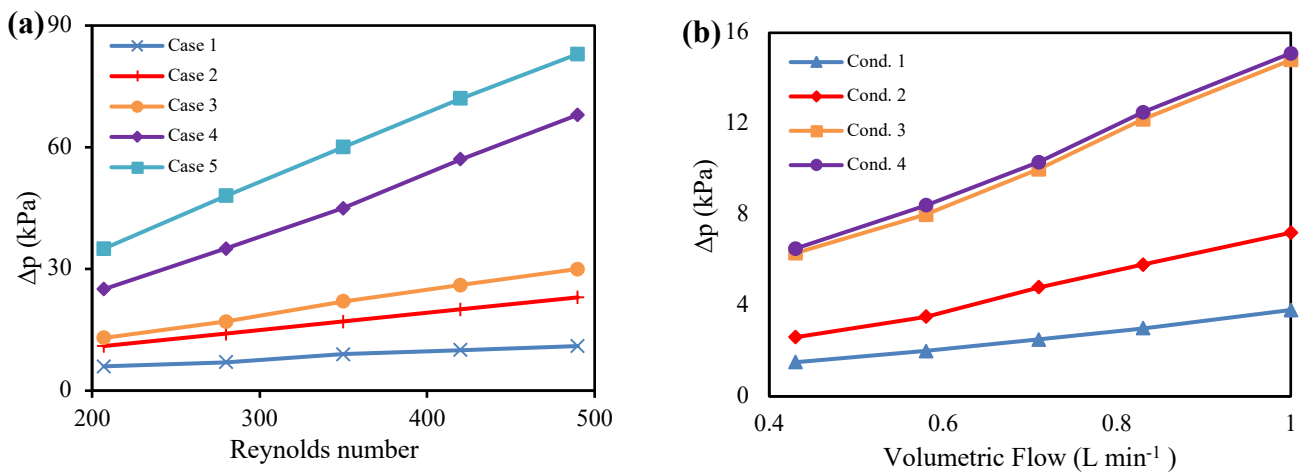 (a)
90
60
30
0
Δp (kPa)
Case 1
Case 2
Case 3
Case 4
Case 5
200
300
400
500
Reynolds number
(b)
16
12
8
4
0
Δp (kPa)
Cond. 1
Cond. 2
Cond. 3
Cond. 4
0.4
0.6
0.8
1
Volumetric Flow (L min⁻¹)